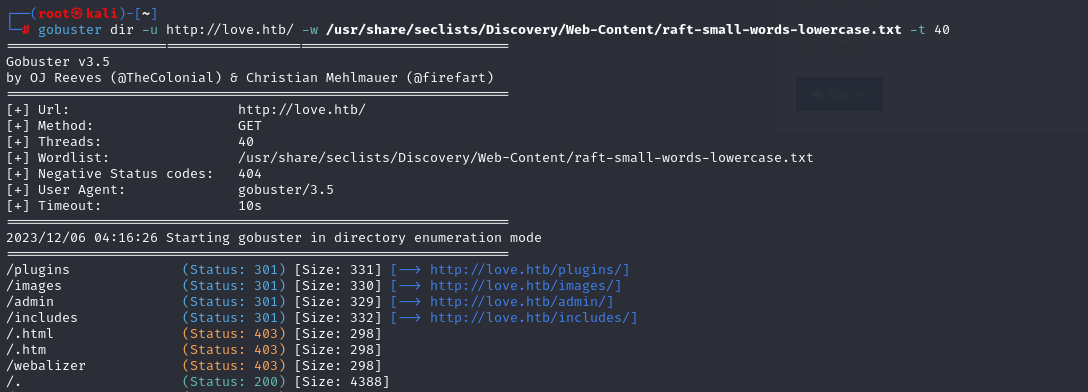 ┌──(root㉿kali)-[~]
└─# gobuster dir -u http://love.htb/ -w /usr/share/seclists/Discovery/Web-Content/raft-small-words-lowercase.txt -t 40
===============================================================
Gobuster v3.5
by OJ Reeves (@TheColonial) & Christian Mehlmauer (@firefart)
===============================================================
[+] Url:                     http://love.htb/
[+] Method:                  GET
[+] Threads:                 40
[+] Wordlist:                /usr/share/seclists/Discovery/Web-Content/raft-small-words-lowercase.txt
[+] Negative Status codes:   404
[+] User Agent:              gobuster/3.5
[+] Timeout:                 10s
===============================================================
2023/12/06 04:16:26 Starting gobuster in directory enumeration mode
===============================================================
/plugins              (Status: 301) [Size: 331] [--> http://love.htb/plugins/]
/images               (Status: 301) [Size: 330] [--> http://love.htb/images/]
/admin                (Status: 301) [Size: 329] [--> http://love.htb/admin/]
/includes             (Status: 301) [Size: 332] [--> http://love.htb/includes/]
/.html                (Status: 403) [Size: 298]
/.htm                 (Status: 403) [Size: 298]
/webalizer            (Status: 403) [Size: 298]
/.                    (Status: 200) [Size: 4388]